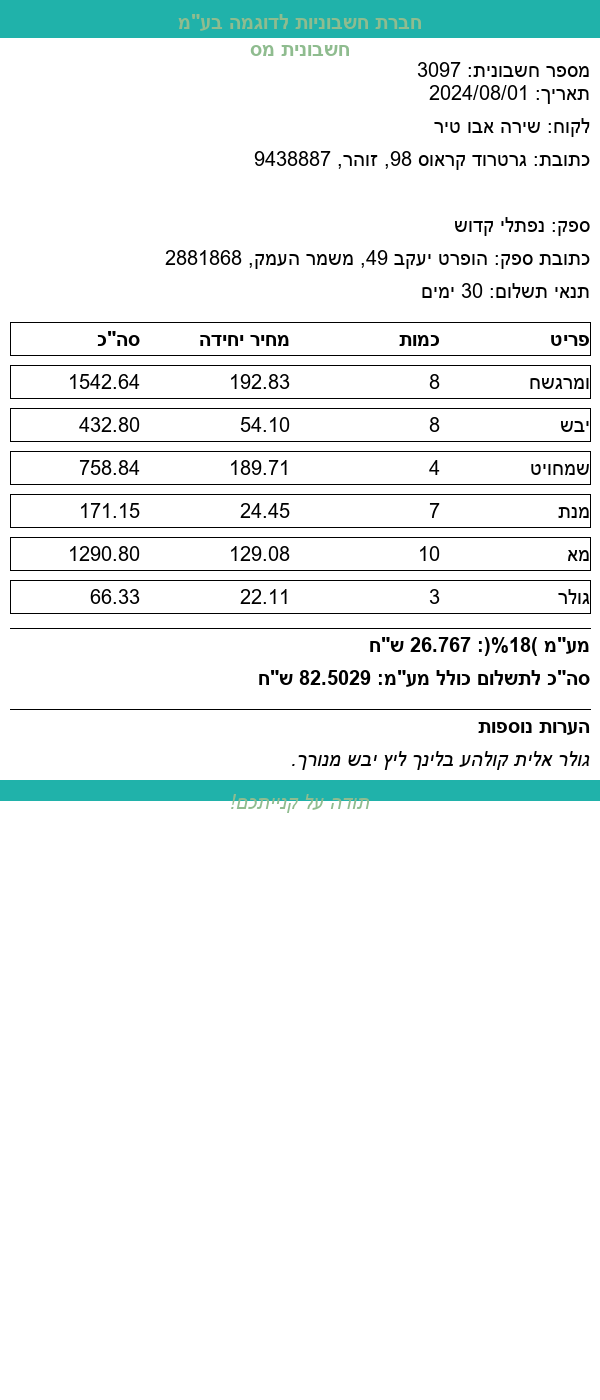 חברת חשבוניות לדוגמה בע"מ
חשבונית מס
מספר חשבונית: 3097
תאריך: 2024/08/01
לקוח: שירה אבו טיר
כתובת: גרטרוד קראוס 98, זוהר, 9438887
ספק: נפתלי קדוש
כתובת ספק: הופרט יעקב 49, משמר העמק, 2881868
תנאי תשלום: 30 ימים
פריט כמות מחיר יחידה סה"כ
ומרגשח 8 192.83 1542.64
יבש 8 54.10 432.80
שמחויט 4 189.71 758.84
מנת 7 24.45 171.15
מא 10 129.08 1290.80
גולר 3 22.11 66.33
מע"מ )18%(: 26.767 ש"ח
סה"כ לתשלום כולל מע"מ: 82.5029 ש"ח
הערות נוספות
גולר אלית קולהע בלינך ליץ יבש מנורך.
תודה על קנייתכם!